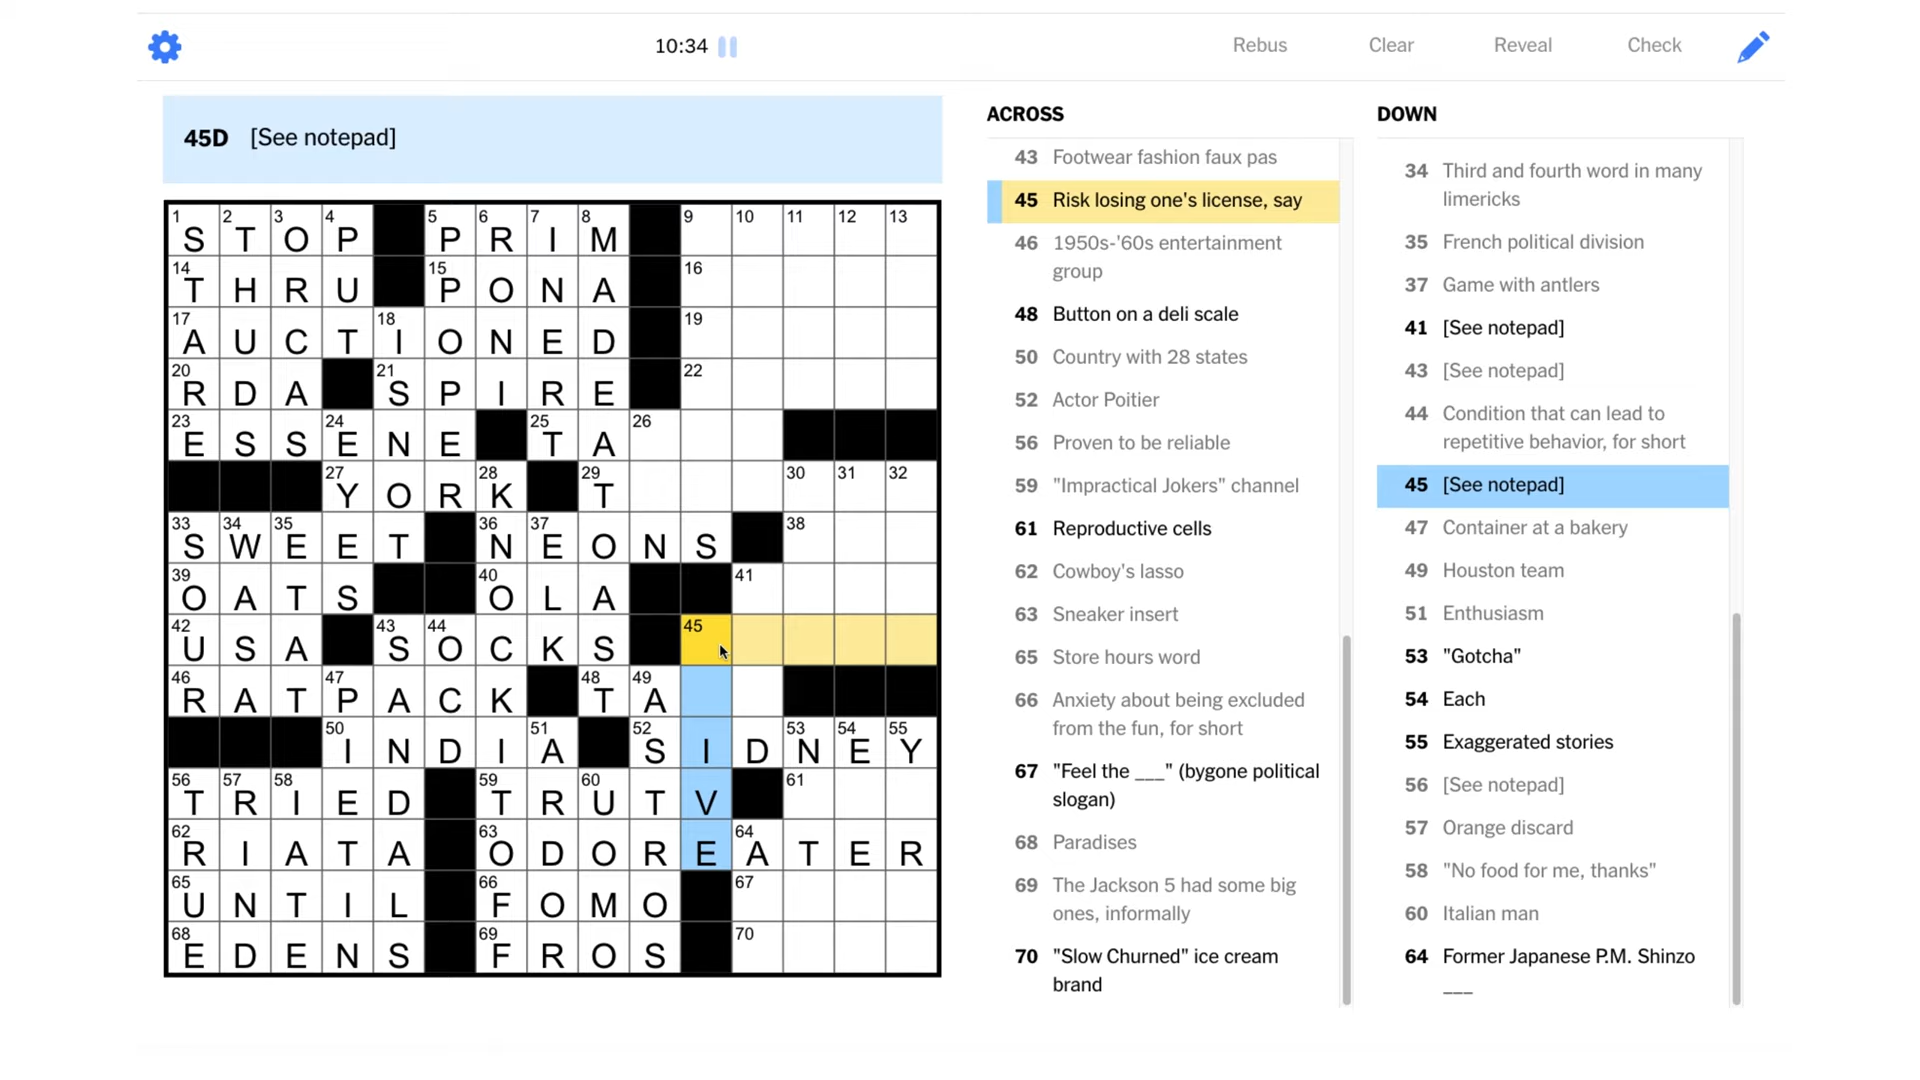 10:34
Rebus
Clear
Reveal
Check
45D [See notepad]
1 2 3 4 5 6 7 8 9 10 11 12 13
S T O P P R I M
14 15 16
T H R U P O N A
17 18 19
A U C T I O N E D
20 21 22
R D A S P I R E
23 24 25 26
E S S E N E T A
27 28 29 30 31 32
Y O R K T
33 34 35 36 37 38
S W E E T N E O N S
39 40 41
O A T S O L A
42 43 44 45
U S A S O C K S
46 47 48 49
R A T P A C K T A
50 51 52 53 54 55
I N D I A S I D N E Y
56 57 58 59 60 61
T R I E D T R U T V
62 63 64
R I A T A O D O R E A T E R
65 66 67
U N T I L F O M O
68 69 70
E D E N S F R O S
ACROSS
43 Footwear fashion faux pas
45 Risk losing one's license, say
46 1950s-'60s entertainment
group
48 Button on a deli scale
50 Country with 28 states
52 Actor Poitier
56 Proven to be reliable
59 "Impractical Jokers" channel
61 Reproductive cells
62 Cowboy's lasso
63 Sneaker insert
65 Store hours word
66 Anxiety about being excluded
from the fun, for short
67 "Feel the ___" (bygone political
slogan)
68 Paradises
69 The Jackson 5 had some big
ones, informally
70 "Slow Churned" ice cream
brand
DOWN
34 Third and fourth word in many
limericks
35 French political division
37 Game with antlers
41 [See notepad]
43 [See notepad]
44 Condition that can lead to
repetitive behavior, for short
45 [See notepad]
47 Container at a bakery
49 Houston team
51 Enthusiasm
53 "Gotcha"
54 Each
55 Exaggerated stories
56 [See notepad]
57 Orange discard
58 "No food for me, thanks"
60 Italian man
64 Former Japanese P.M. Shinzo
___